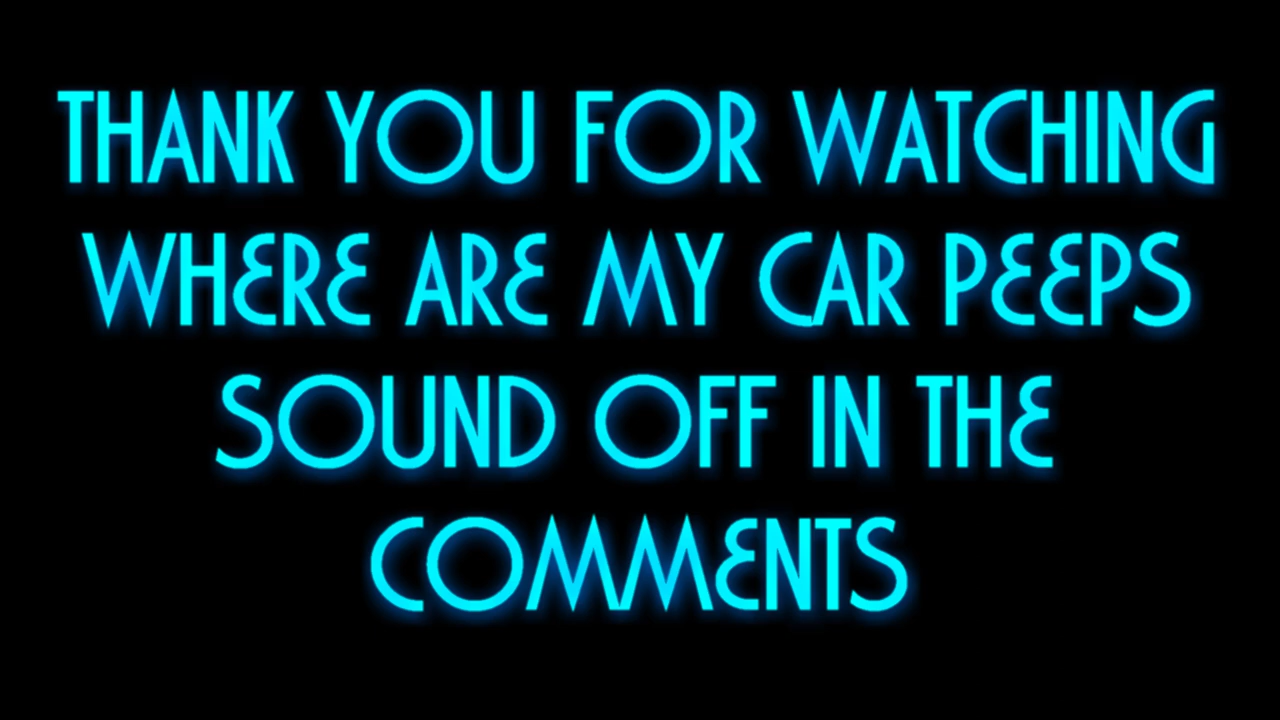 THANK YOU FOR WATCHING
WHERE ARE MY CAR PEEPS
SOUND OFF IN THE
COMMENTS